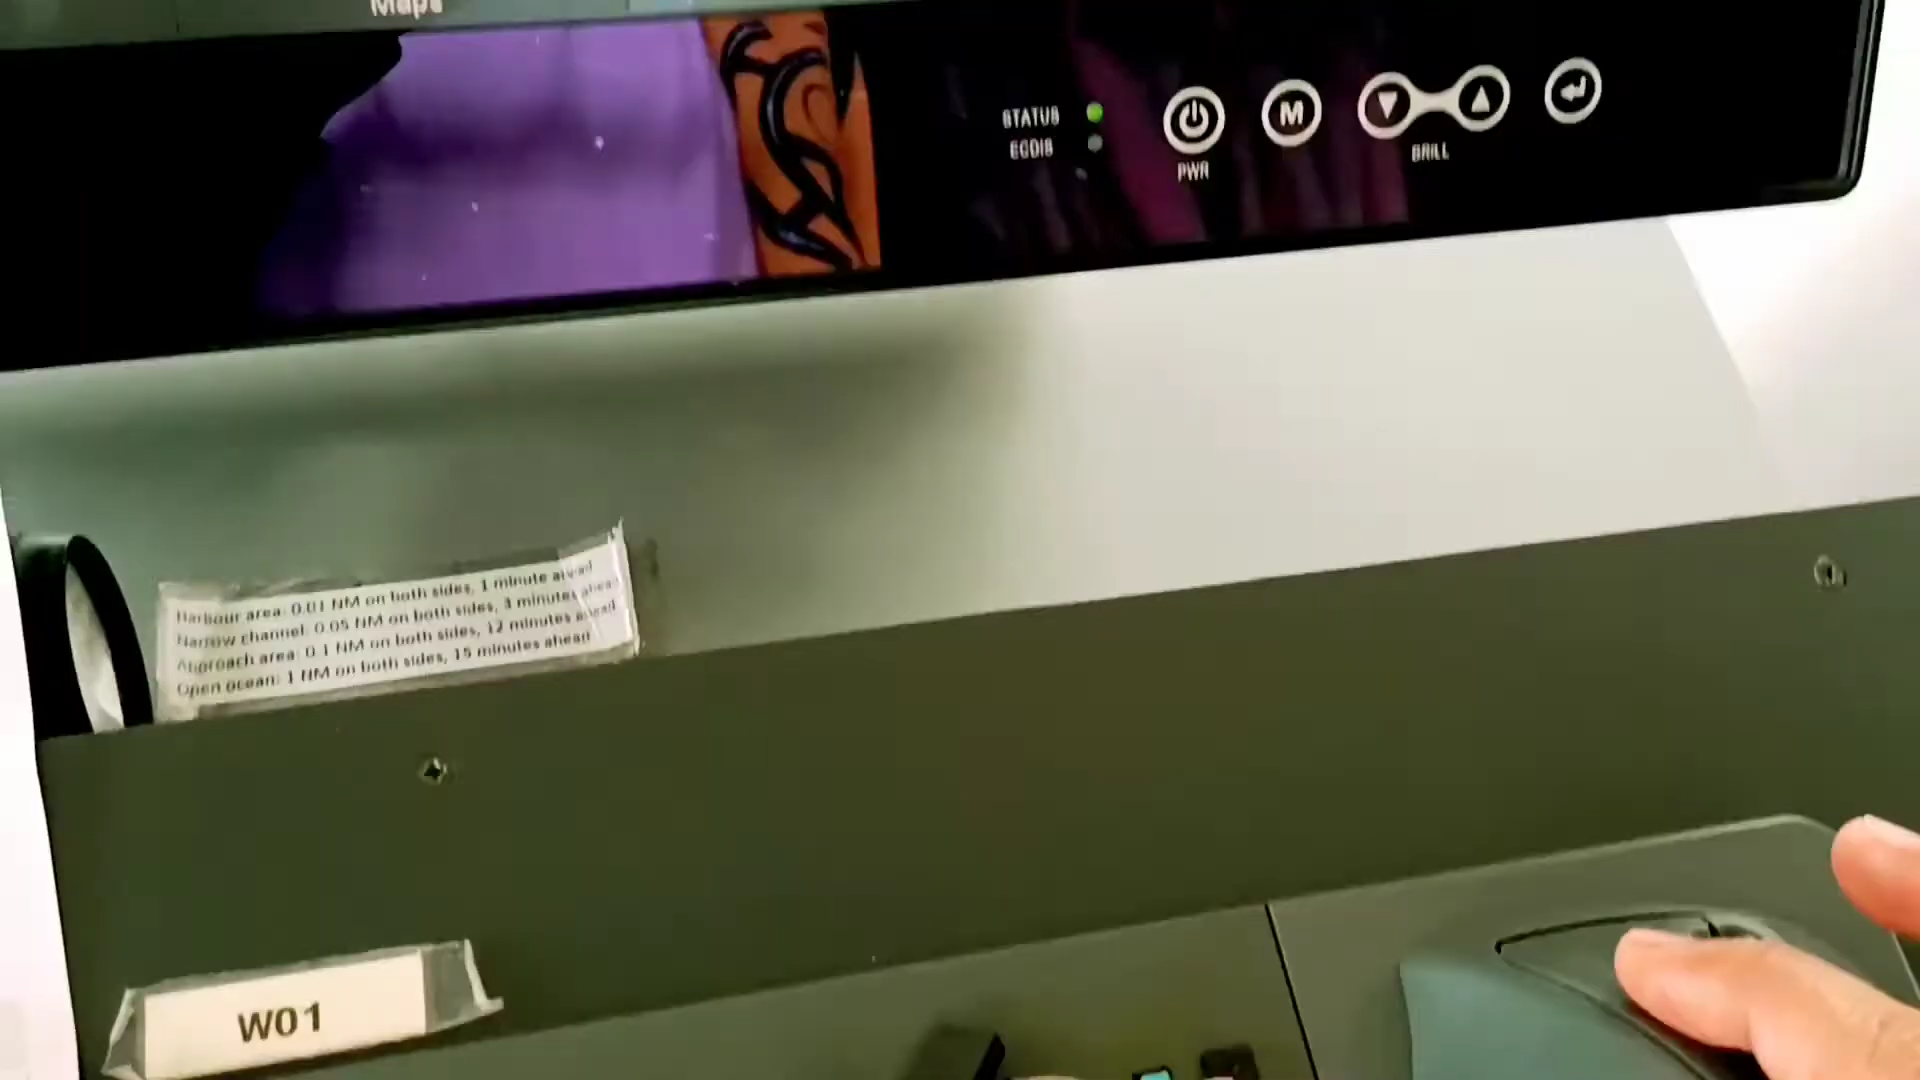 Maps
STATUS
ECDIS
PWR
M
BRILL
Harbour area: 0.01 NM on both sides, 1 minute ahead
Narrow channel: 0.05 NM on both sides, 3 minutes ahead
Approach area: 0.1 NM on both sides, 12 minutes ahead
Open ocean: 1 NM on both sides, 15 minutes ahead
W01